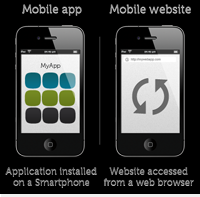 Mobile app
Mobile website
MyApp
Application installed
on a Smartphone
Website accessed
from a web browser